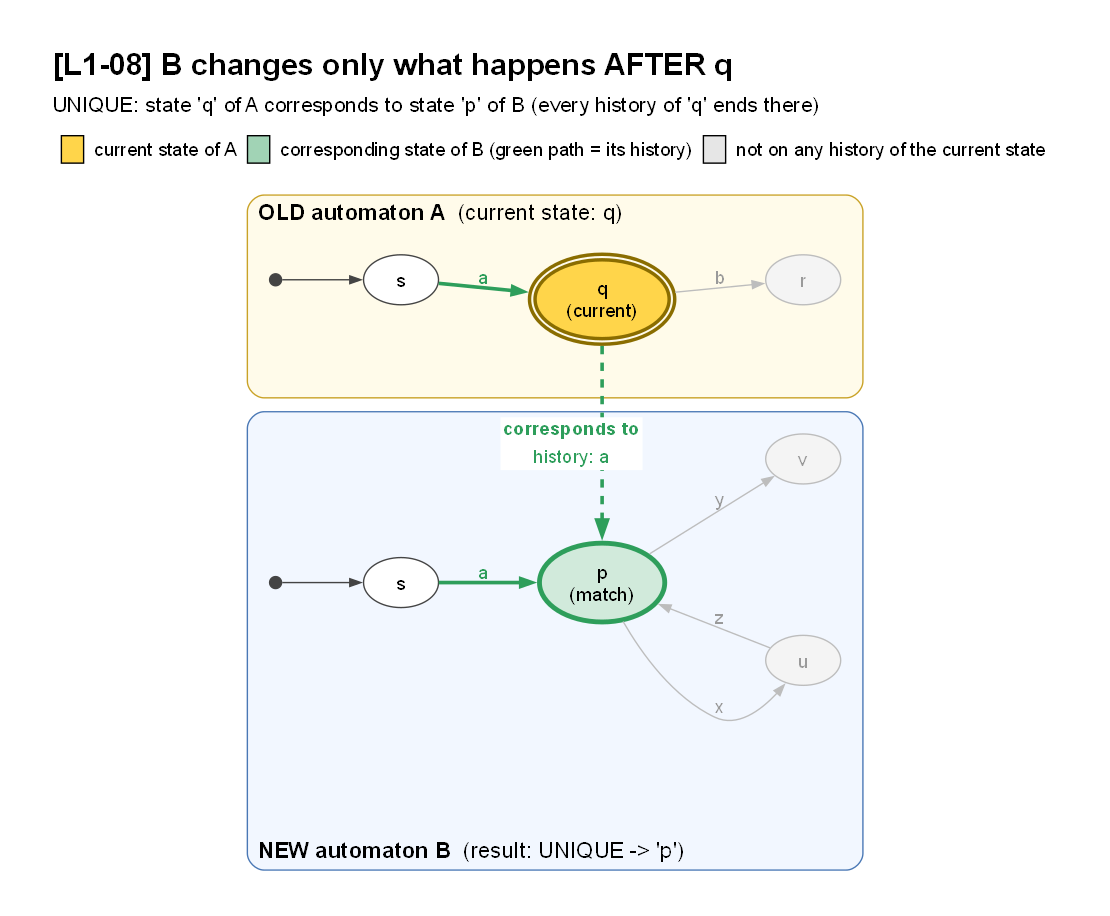 [L1-08] B changes only what happens AFTER q
UNIQUE: state 'q' of A corresponds to state 'p' of B (every history of 'q' ends there)
current state of A
corresponding state of B (green path = its history)
not on any history of the current state
OLD automaton A (current state: q)
s
a
q
(current)
b
r
corresponds to
history: a
v
y
s
a
p
(match)
z
u
x
NEW automaton B (result: UNIQUE -> 'p')